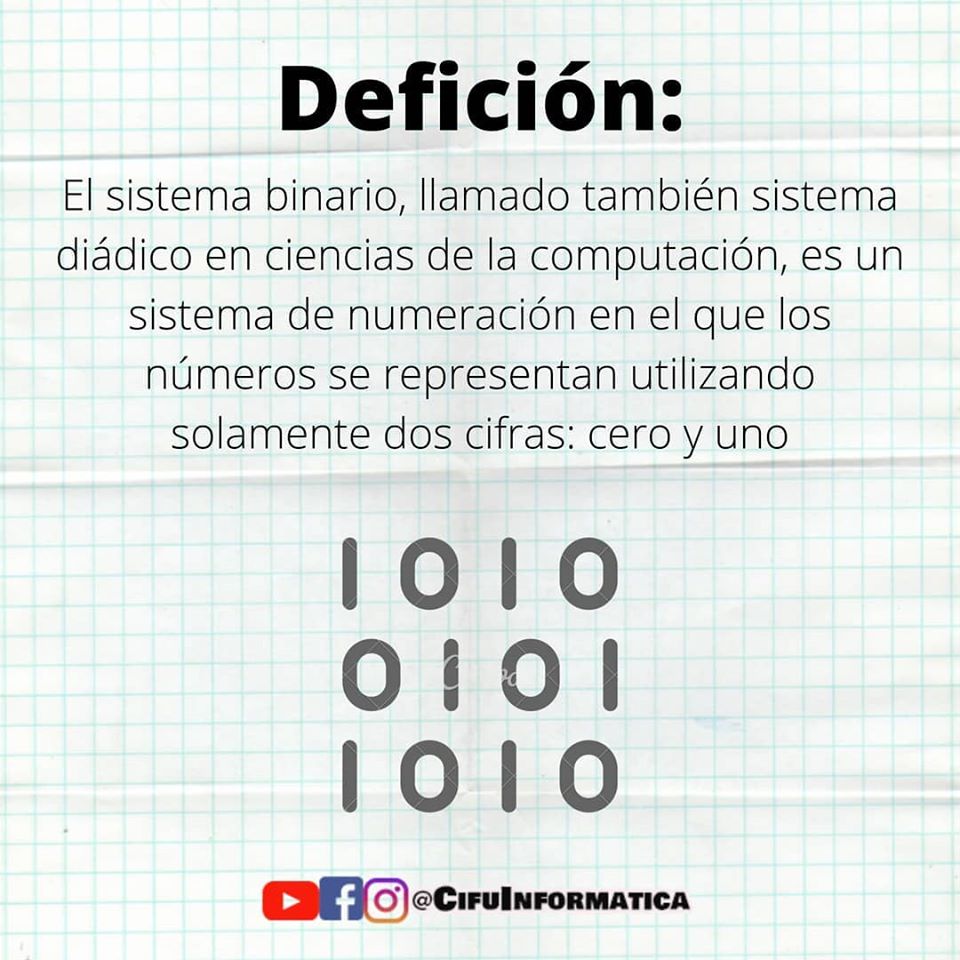 Defición:
El sistema binario, llamado también sistema
diádico en ciencias de la computación, es un
sistema de numeración en el que los
números se representan utilizando
solamente dos cifras: cero y uno
1010
0101
1010
@CIFUINFORMATICA